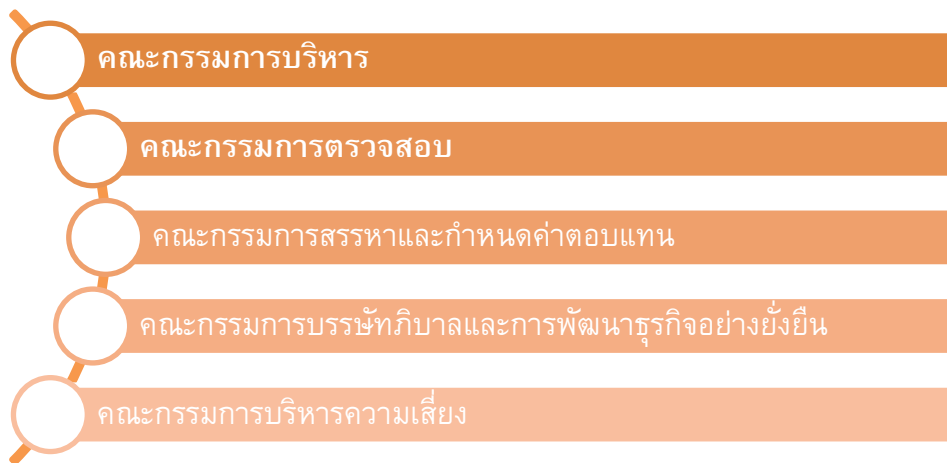 คณะกรรมการบริหาร
คณะกรรมการตรวจสอบ
คณะกรรมการสรรหาและกำหนดค่าตอบแทน
คณะกรรมการบรรษัทภิบาลและการพัฒนาธุรกิจอย่างยั่งยืน
คณะกรรมการบริหารความเสี่ยง